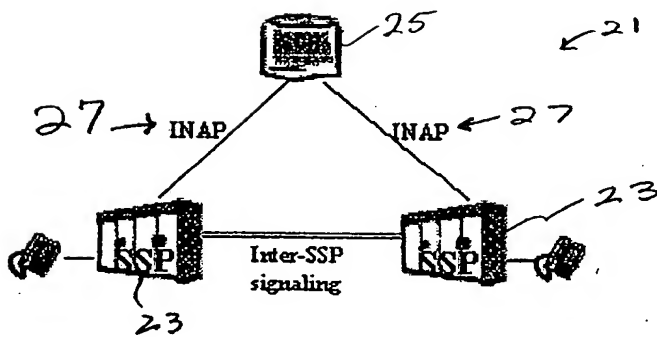 25
21
27
INAP
INAP
27
23
SSP
SSP
Inter-SSP
signaling
23